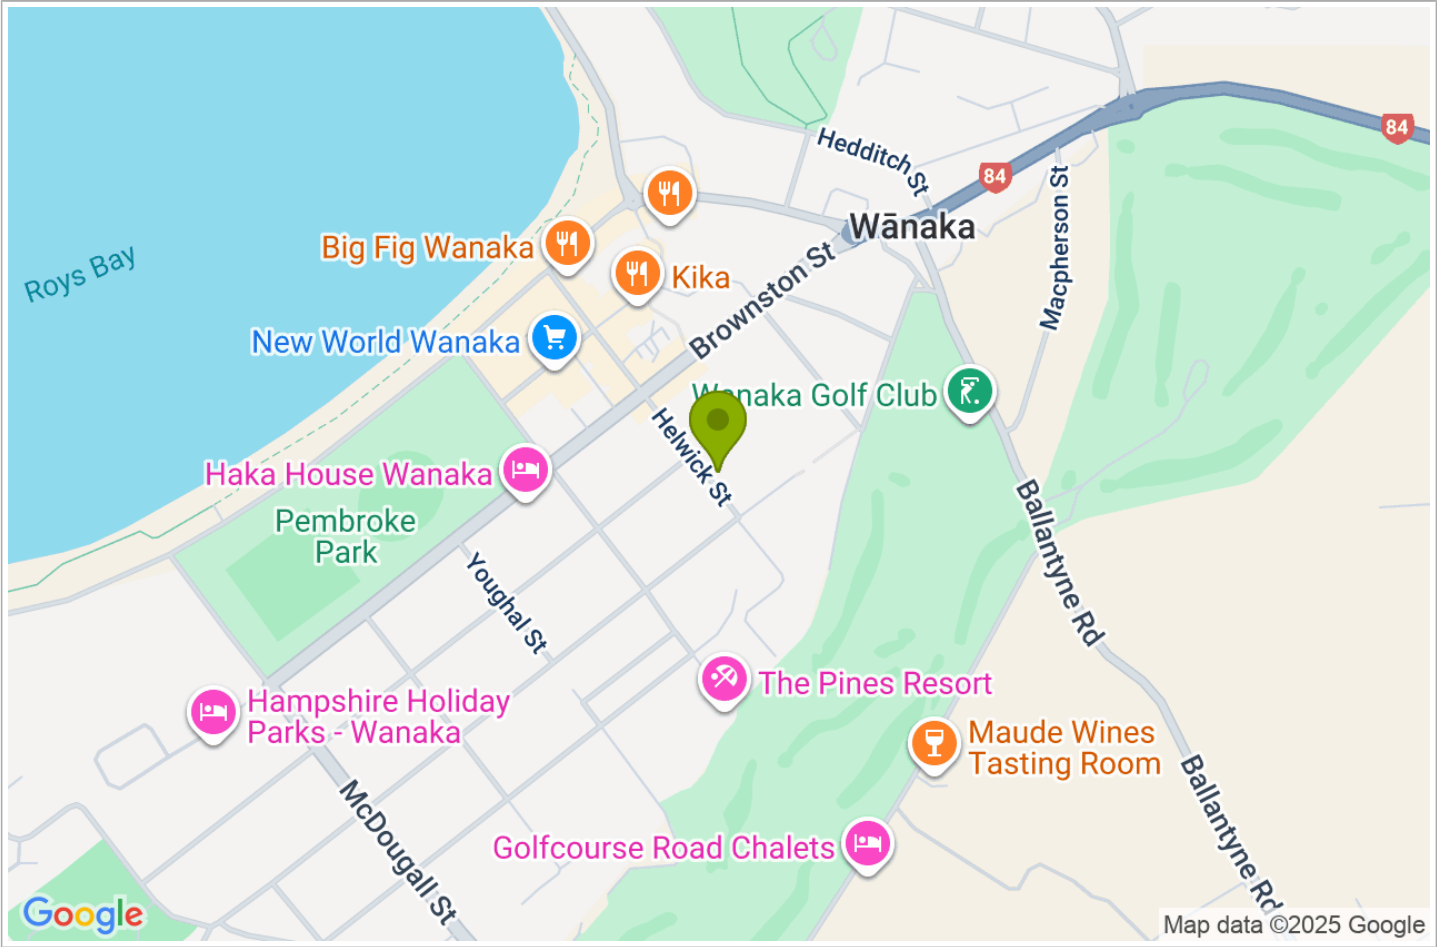 Hedditch St
84
84
Wānaka
Macpherson St
Big Fig Wanaka
Roys Bay
Kika
Brownston St
New World Wanaka
Wanaka Golf Club
Helwick St
Haka House Wanaka
Pembroke
Park
Ballantyne Rd
Youghal St
The Pines Resort
Hampshire Holiday
Parks - Wanaka
Maude Wines
Tasting Room
Ballantyne Rd
McDougall St
Golfcourse Road Chalets
Google
Map data ©2025 Google